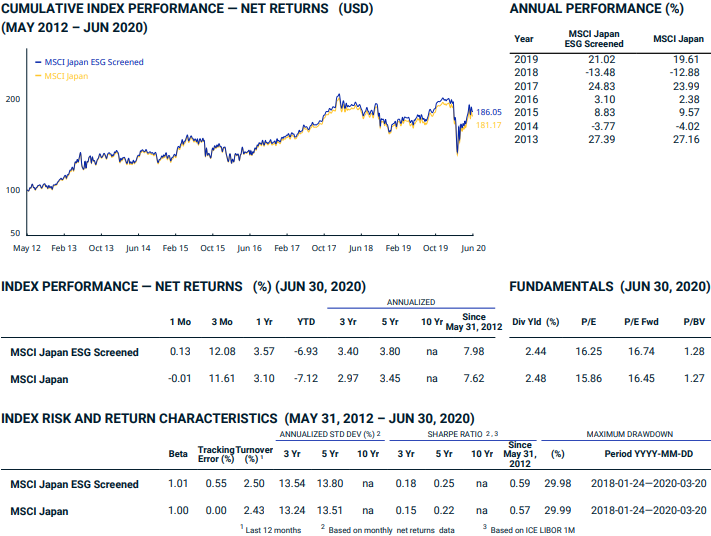 CUMULATIVE INDEX PERFORMANCE — NET RETURNS (USD)
(MAY 2012 – JUN 2020)
MSCI Japan ESG Screened
MSCI Japan
200
100
50
186.05
181.17
May 12 Feb 13 Oct 13 Jun 14 Feb 15 Oct 15 Jun 16 Feb 17 Oct 17 Jun 18 Feb 19 Oct 19 Jun 20
ANNUAL PERFORMANCE (%)
Year MSCI Japan ESG Screened MSCI Japan
2019 21.02 19.61
2018 -13.48 -12.88
2017 24.83 23.99
2016 3.10 2.38
2015 8.83 9.57
2014 -3.77 -4.02
2013 27.39 27.16
INDEX PERFORMANCE — NET RETURNS (%) (JUN 30, 2020)
ANNUALIZED
1 Mo 3 Mo 1 Yr YTD 3 Yr 5 Yr 10 Yr Since May 31, 2012
MSCI Japan ESG Screened 0.13 12.08 3.57 -6.93 3.40 3.80 na 7.98
MSCI Japan -0.01 11.61 3.10 -7.12 2.97 3.45 na 7.62
FUNDAMENTALS (JUN 30, 2020)
Div Yld (%) P/E P/E Fwd P/BV
2.44 16.25 16.74 1.28
2.48 15.86 16.45 1.27
INDEX RISK AND RETURN CHARACTERISTICS (MAY 31, 2012 – JUN 30, 2020)
ANNUALIZED STD DEV (%) 2 SHARPE RATIO 2, 3 MAXIMUM DRAWDOWN
Beta Tracking Error (%) Turnover (%) 1 3 Yr 5 Yr 10 Yr 3 Yr 5 Yr 10 Yr Since May 31, 2012 (%) Period YYYY-MM-DD
MSCI Japan ESG Screened 1.01 0.55 2.50 13.54 13.80 na 0.18 0.25 na 0.59 29.98 2018-01-24—2020-03-20
MSCI Japan 1.00 0.00 2.43 13.24 13.51 na 0.15 0.22 na 0.57 29.99 2018-01-24—2020-03-20
1 Last 12 months 2 Based on monthly net returns data 3 Based on ICE LIBOR 1M